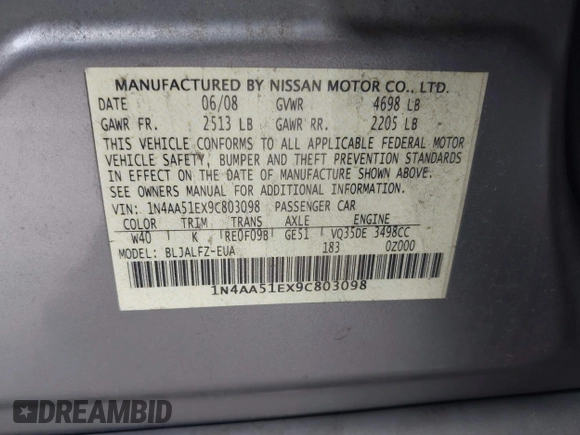 MANUFACTURED BY NISSAN MOTOR CO., LTD.
DATE 06/08 GVWR 4698 LB
GAWR FR. 2513 LB GAWR RR. 2205 LB
THIS VEHICLE CONFORMS TO ALL APPLICABLE FEDERAL MOTOR
VEHICLE SAFETY, BUMPER AND THEFT PREVENTION STANDARDS
IN EFFECT ON THE DATE OF MANUFACTURE SHOWN ABOVE.
SEE OWNERS MANUAL FOR ADDITIONAL INFORMATION.
VIN: 1N4AA51EX9C803098 PASSENGER CAR
COLOR TRIM TRANS AXLE ENGINE
W40 K RE0F09B GE51 VQ35DE 3498CC
MODEL: BLJALFZ-EUA 183 0Z000
1N4AA51EX9C803098
DREAMBID